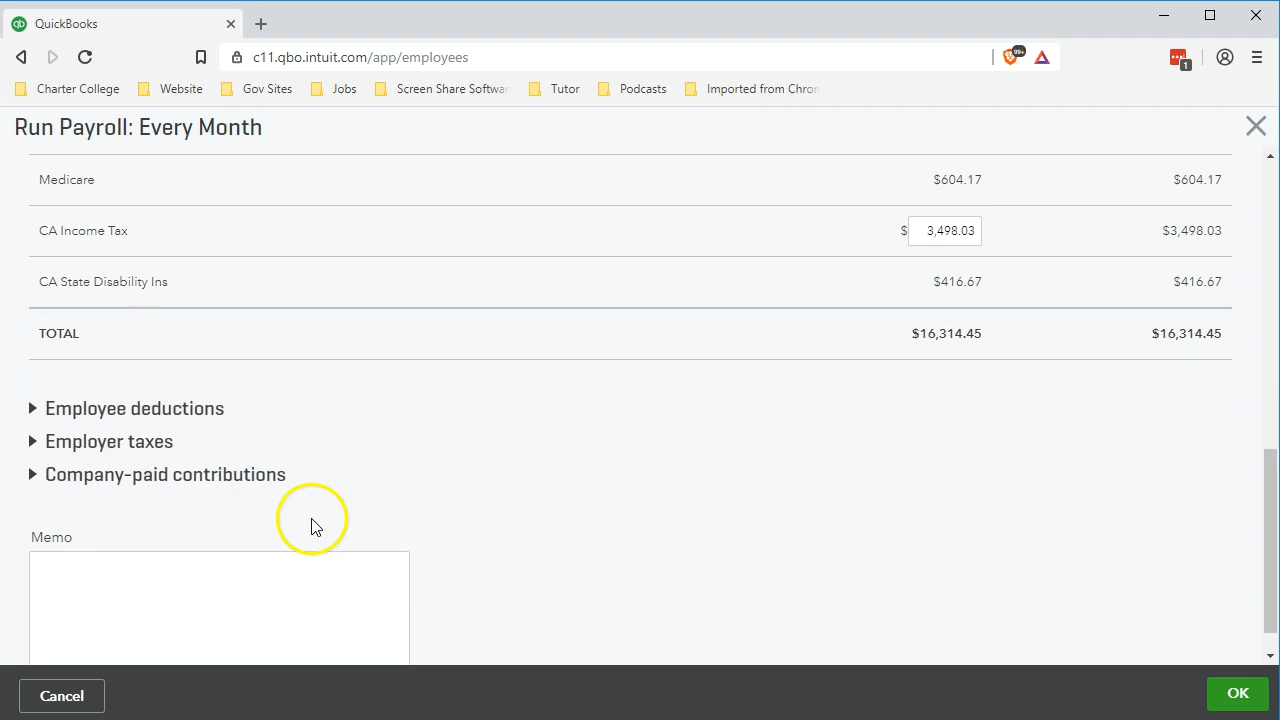 QuickBooks
c11.qbo.intuit.com/app/employees
99+
1
Charter College Website Gov Sites Jobs Screen Share Softwa Tutor Podcasts Imported from Chron
Run Payroll: Every Month
Medicare $604.17 $604.17
CA Income Tax $ 3,498.03 $3,498.03
CA State Disability Ins $416.67 $416.67
TOTAL $16,314.45 $16,314.45
Employee deductions
Employer taxes
Company-paid contributions
Memo
Cancel OK